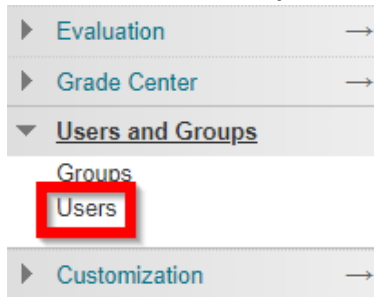 Evaluation
Grade Center
Users and Groups
Groups
Users
Customization